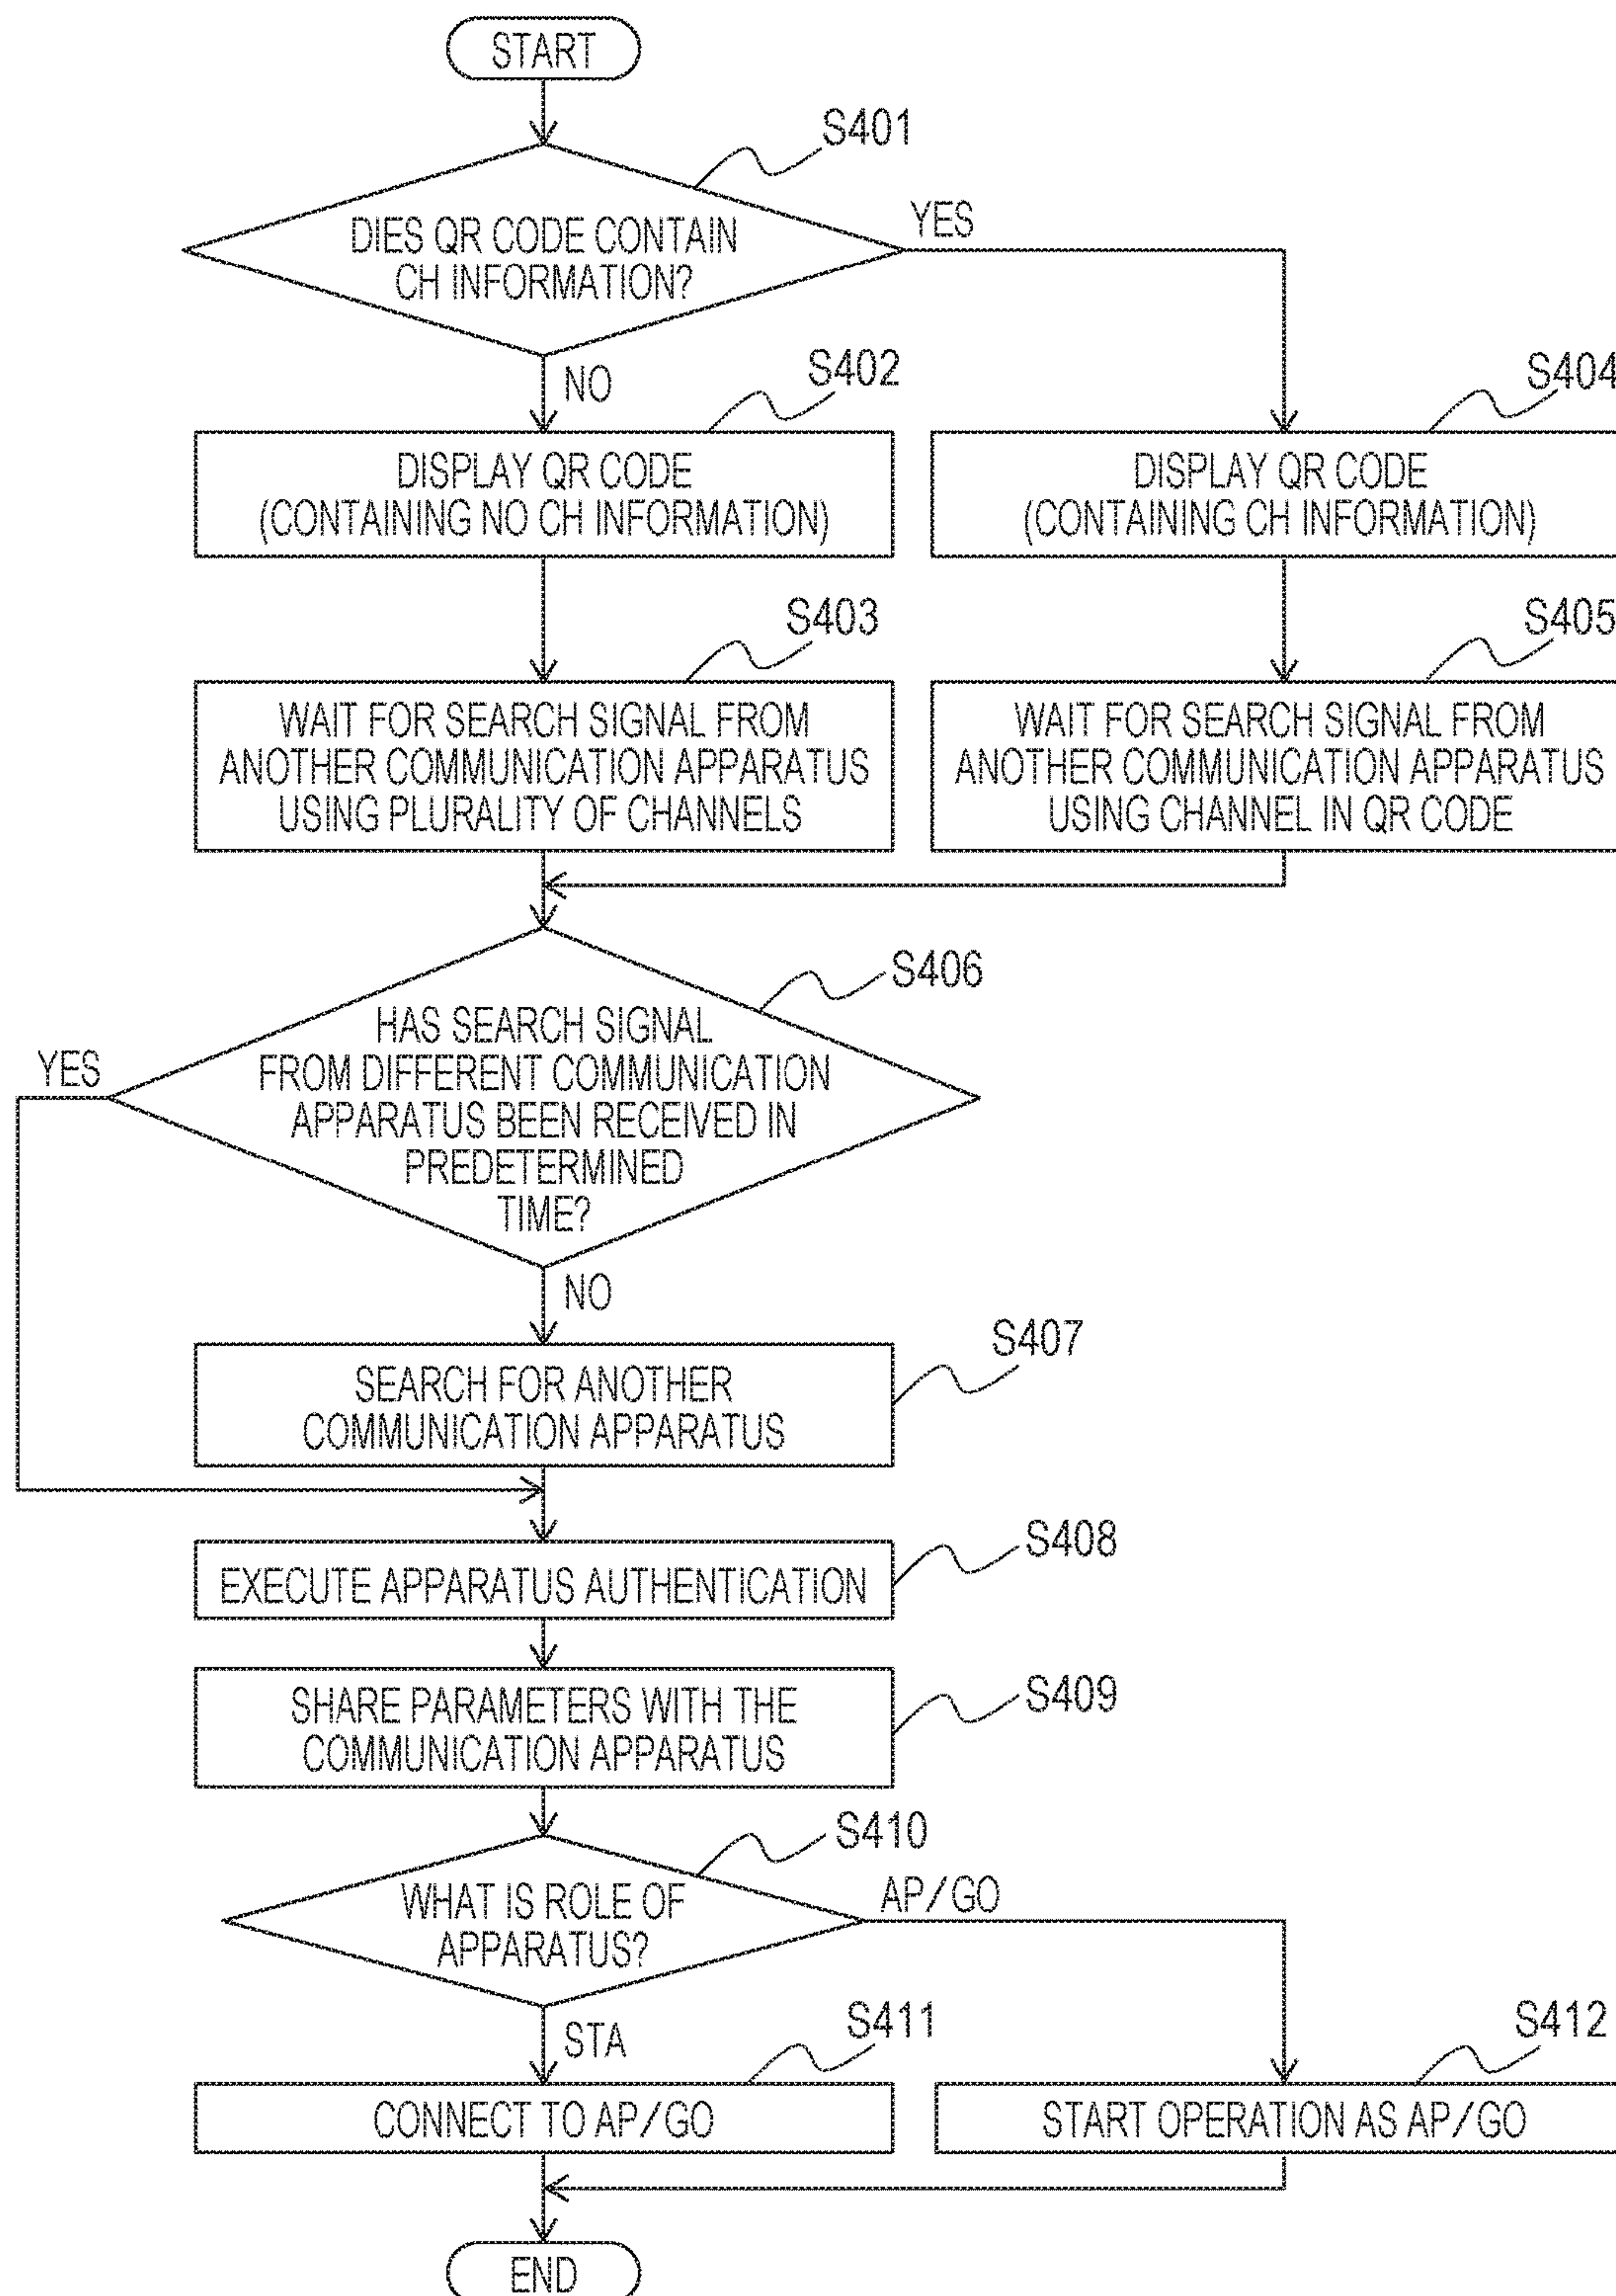 START
S401
DIES QR CODE CONTAIN
CH INFORMATION?
YES
NO
S402
S404
DISPLAY QR CODE
(CONTAINING NO CH INFORMATION)
DISPLAY QR CODE
(CONTAINING CH INFORMATION)
S403
S405
WAIT FOR SEARCH SIGNAL FROM
ANOTHER COMMUNICATION APPARATUS
USING PLURALITY OF CHANNELS
WAIT FOR SEARCH SIGNAL FROM
ANOTHER COMMUNICATION APPARATUS
USING CHANNEL IN QR CODE
S406
HAS SEARCH SIGNAL
FROM DIFFERENT COMMUNICATION
APPARATUS BEEN RECEIVED IN
PREDETERMINED
TIME?
YES
NO
S407
SEARCH FOR ANOTHER
COMMUNICATION APPARATUS
S408
EXECUTE APPARATUS AUTHENTICATION
S409
SHARE PARAMETERS WITH THE
COMMUNICATION APPARATUS
S410
WHAT IS ROLE OF
APPARATUS?
AP/GO
STA
S411
S412
CONNECT TO AP/GO
START OPERATION AS AP/GO
END